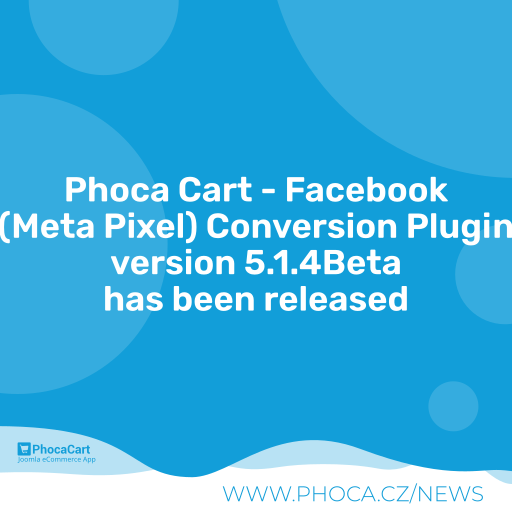 Phoca Cart - Facebook
(Meta Pixel) Conversion Plugin
version 5.1.4Beta
has been released
PhocaCart
Joomla eCommerce App
WWW.PHOCA.CZ/NEWS